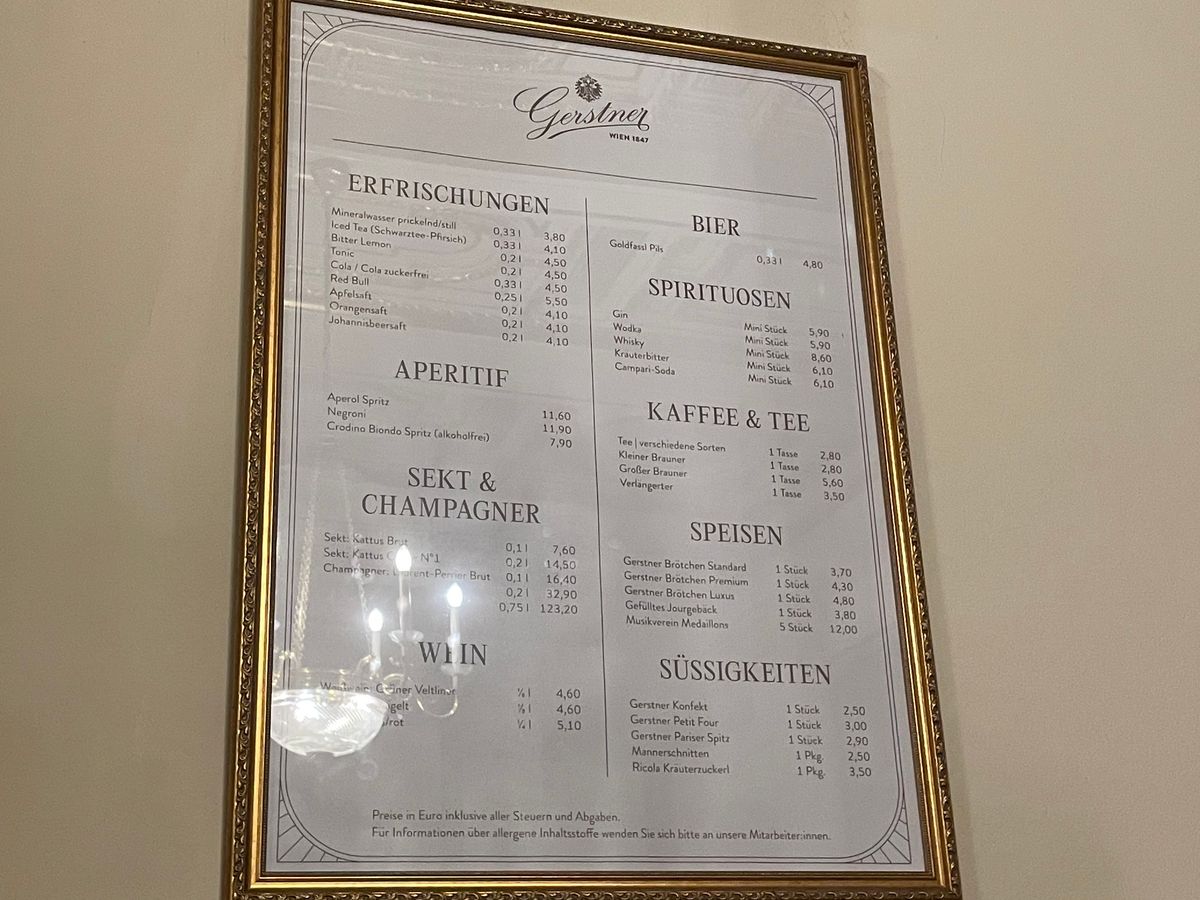 Gerstner
WIEN 1847
ERFRISCHUNGEN
Mineralwasser prickelnd/still 0,33 l 3,80
Iced Tea (Schwarztee-Pfirsich) 0,33 l 4,10
Bitter Lemon 0,2 l 4,50
Tonic 0,2 l 4,50
Cola / Cola zuckerfrei 0,33 l 4,50
Red Bull 0,25 l 5,50
Apfelsaft 0,2 l 4,10
Orangensaft 0,2 l 4,10
Johannisbeersaft 0,2 l 4,10
APERITIF
Aperol Spritz 11,60
Negroni 11,90
Crodino Biondo Spritz (alkoholfrei) 7,90
SEKT &
CHAMPAGNER
Sekt: Kattus Brut 0,1 l 7,60
Sekt: Kattus N°1 0,2 l 14,50
Champagner: Laurent-Perrier Brut 0,1 l 16,40
0,2 l 32,90
0,75 l 123,20
WEIN
Grüner Veltliner ⅛ l 4,60
⅛ l 4,60
/rot ¼ l 5,10
BIER
Goldfassl Pils 0,33 l 4,80
SPIRITUOSEN
Gin Mini Stück 5,90
Wodka Mini Stück 5,90
Whisky Mini Stück 8,60
Kräuterbitter Mini Stück 6,10
Campari-Soda Mini Stück 6,10
KAFFEE & TEE
Tee | verschiedene Sorten 1 Tasse 2,80
Kleiner Brauner 1 Tasse 2,80
Großer Brauner 1 Tasse 5,60
Verlängerter 1 Tasse 3,50
SPEISEN
Gerstner Brötchen Standard 1 Stück 3,70
Gerstner Brötchen Premium 1 Stück 4,30
Gerstner Brötchen Luxus 1 Stück 4,80
Gefülltes Jourgebäck 1 Stück 3,80
Musikverein Medaillons 5 Stück 12,00
SÜSSIGKEITEN
Gerstner Konfekt 1 Stück 2,50
Gerstner Petit Four 1 Stück 3,00
Gerstner Pariser Spitz 1 Stück 2,90
Mannerschnitten 1 Pkg. 2,50
Ricola Kräuterzuckerl 1 Pkg. 3,50
Preise in Euro inklusive aller Steuern und Abgaben.
Für Informationen über allergene Inhaltsstoffe wenden Sie sich bitte an unsere Mitarbeiter:innen.